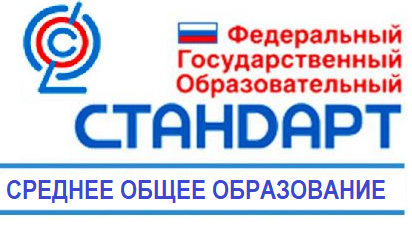 Федеральный
Государственный
Образовательный
СТАНДАРТ
СРЕДНЕЕ ОБЩЕЕ ОБРАЗОВАНИЕ